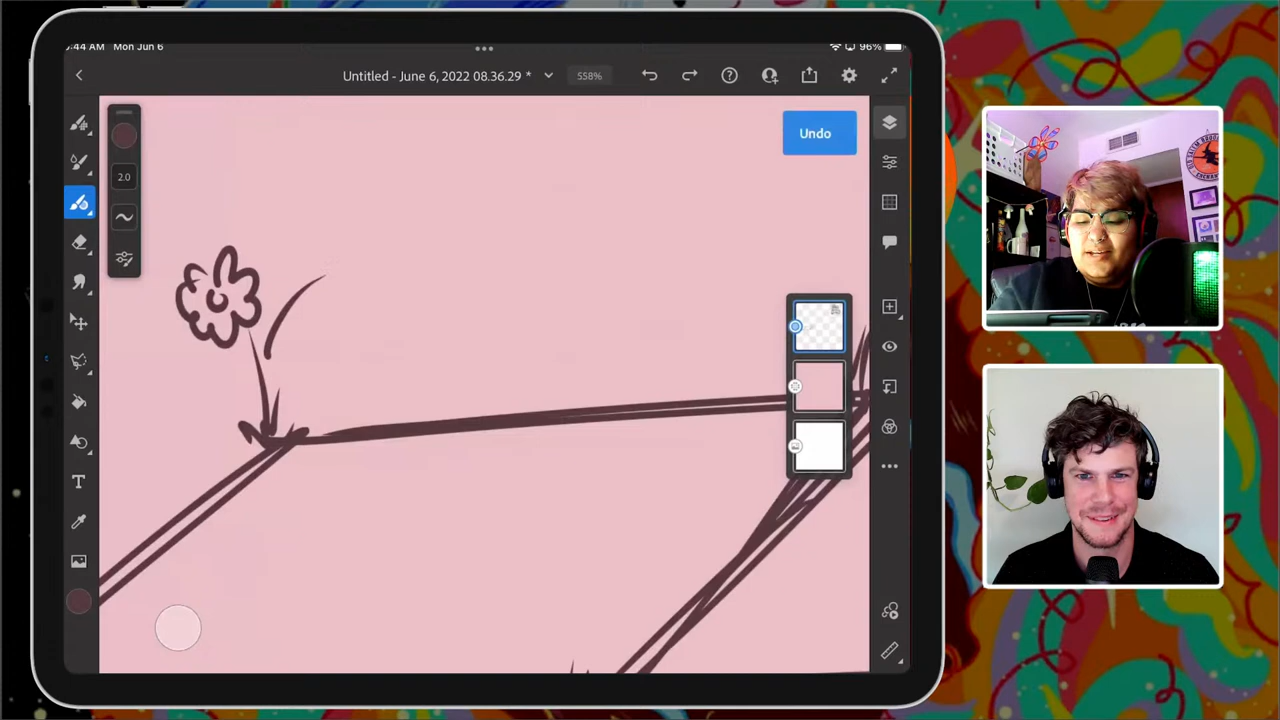 :44 AM Mon Jun 6
96%
Untitled - June 6, 2022 08.36.29 *
558%
Undo
2.0
T